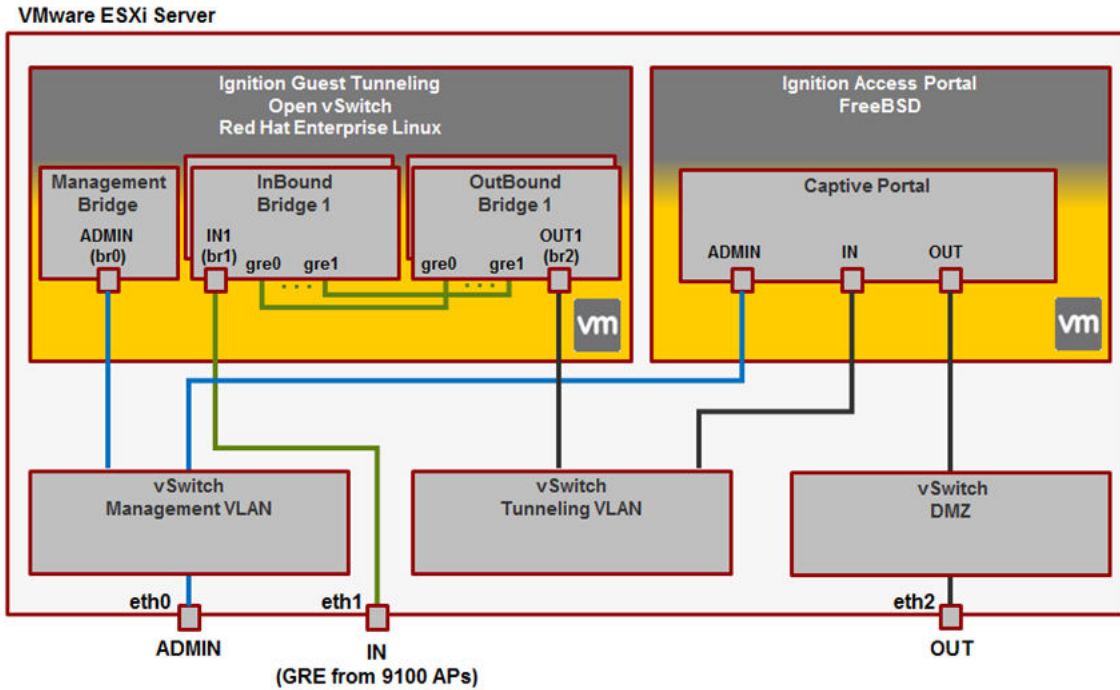 VMware ESXi Server
Ignition Guest Tunneling
Open vSwitch
Red Hat Enterprise Linux
Management
Bridge
ADMIN
(br0)
InBound
Bridge 1
IN1
(br1)
gre0
gre1
OutBound
Bridge 1
gre0
gre1
OUT1
(br2)
vm
Ignition Access Portal
FreeBSD
Captive Portal
ADMIN
IN
OUT
vm
vSwitch
Management VLAN
vSwitch
Tunneling VLAN
vSwitch
DMZ
eth0
eth1
eth2
ADMIN
IN
(GRE from 9100 APs)
OUT